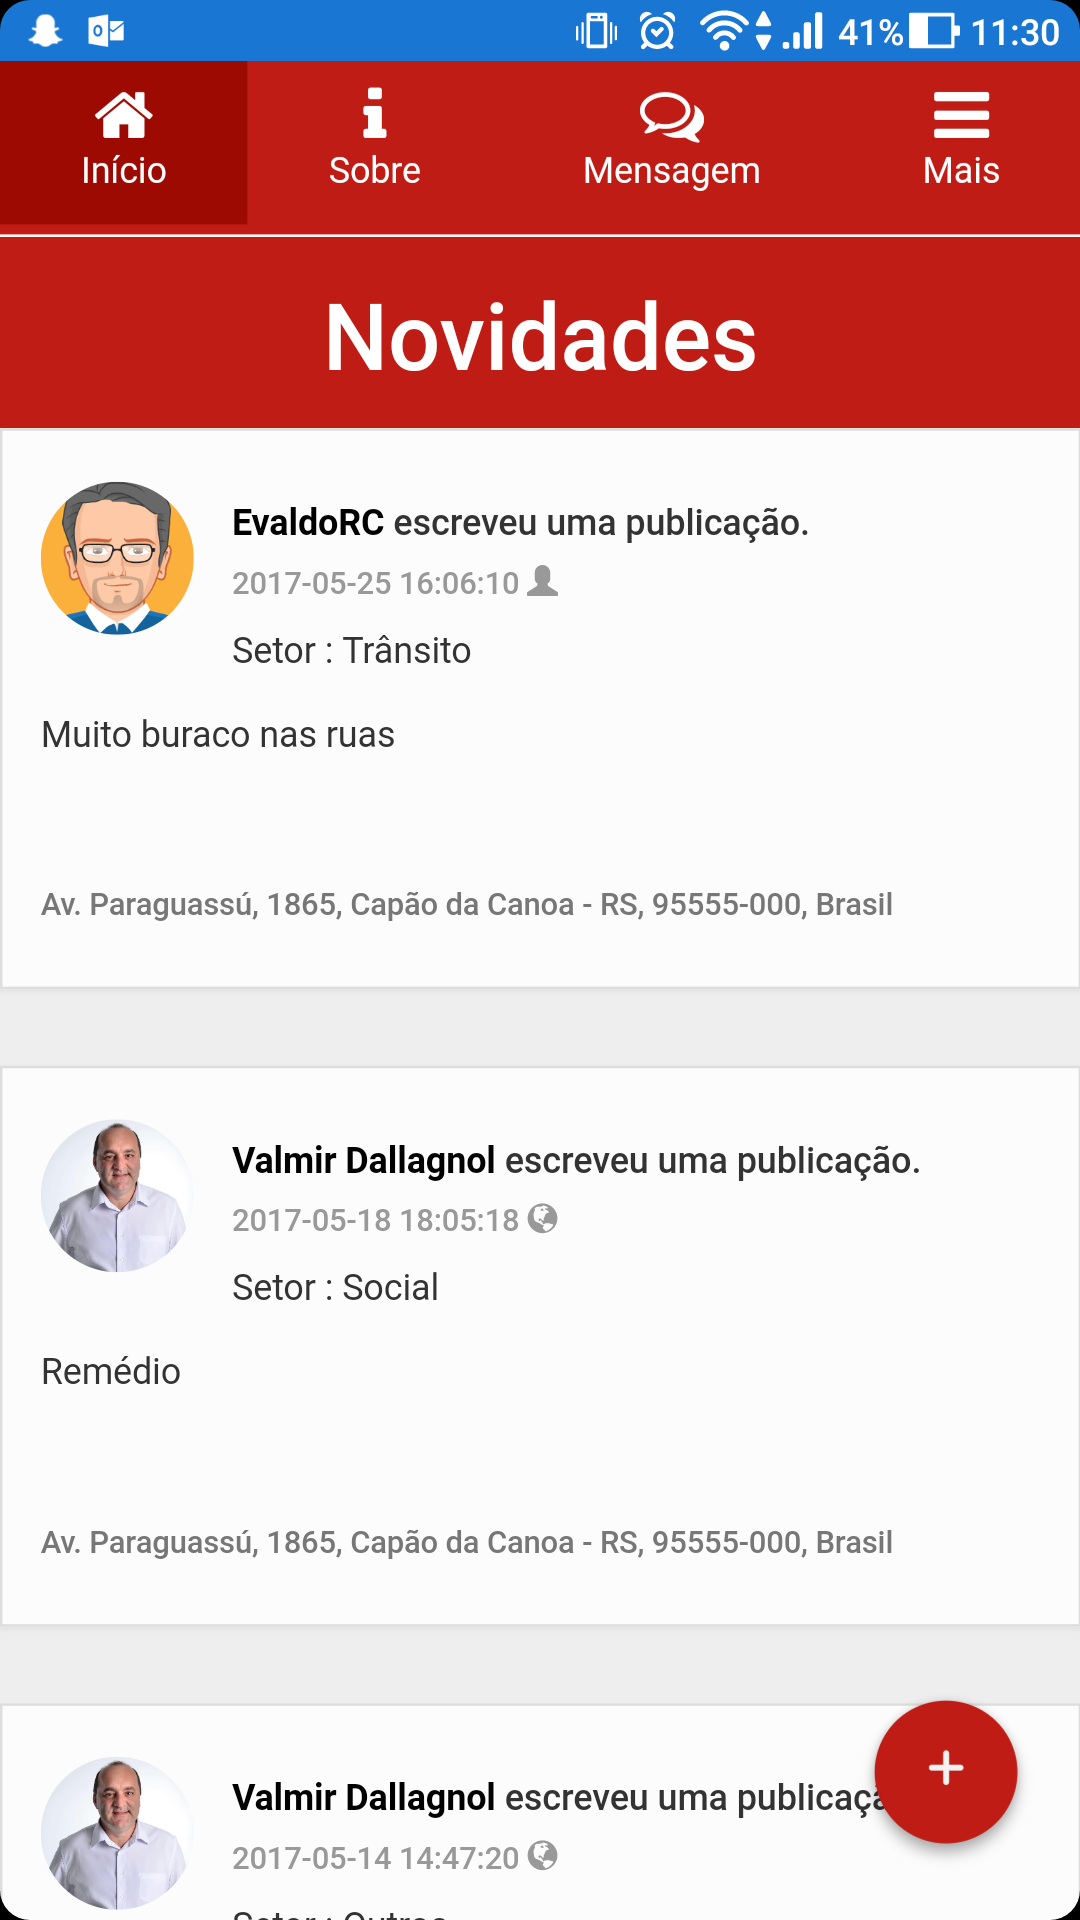 41% 11:30
Início Sobre Mensagem Mais
Novidades
EvaldoRC escreveu uma publicação.
2017-05-25 16:06:10
Setor : Trânsito
Muito buraco nas ruas
Av. Paraguassú, 1865, Capão da Canoa - RS, 95555-000, Brasil
Valmir Dallagnol escreveu uma publicação.
2017-05-18 18:05:18
Setor : Social
Remédio
Av. Paraguassú, 1865, Capão da Canoa - RS, 95555-000, Brasil
Valmir Dallagnol escreveu uma
2017-05-14 14:47:20
Setor : Outros